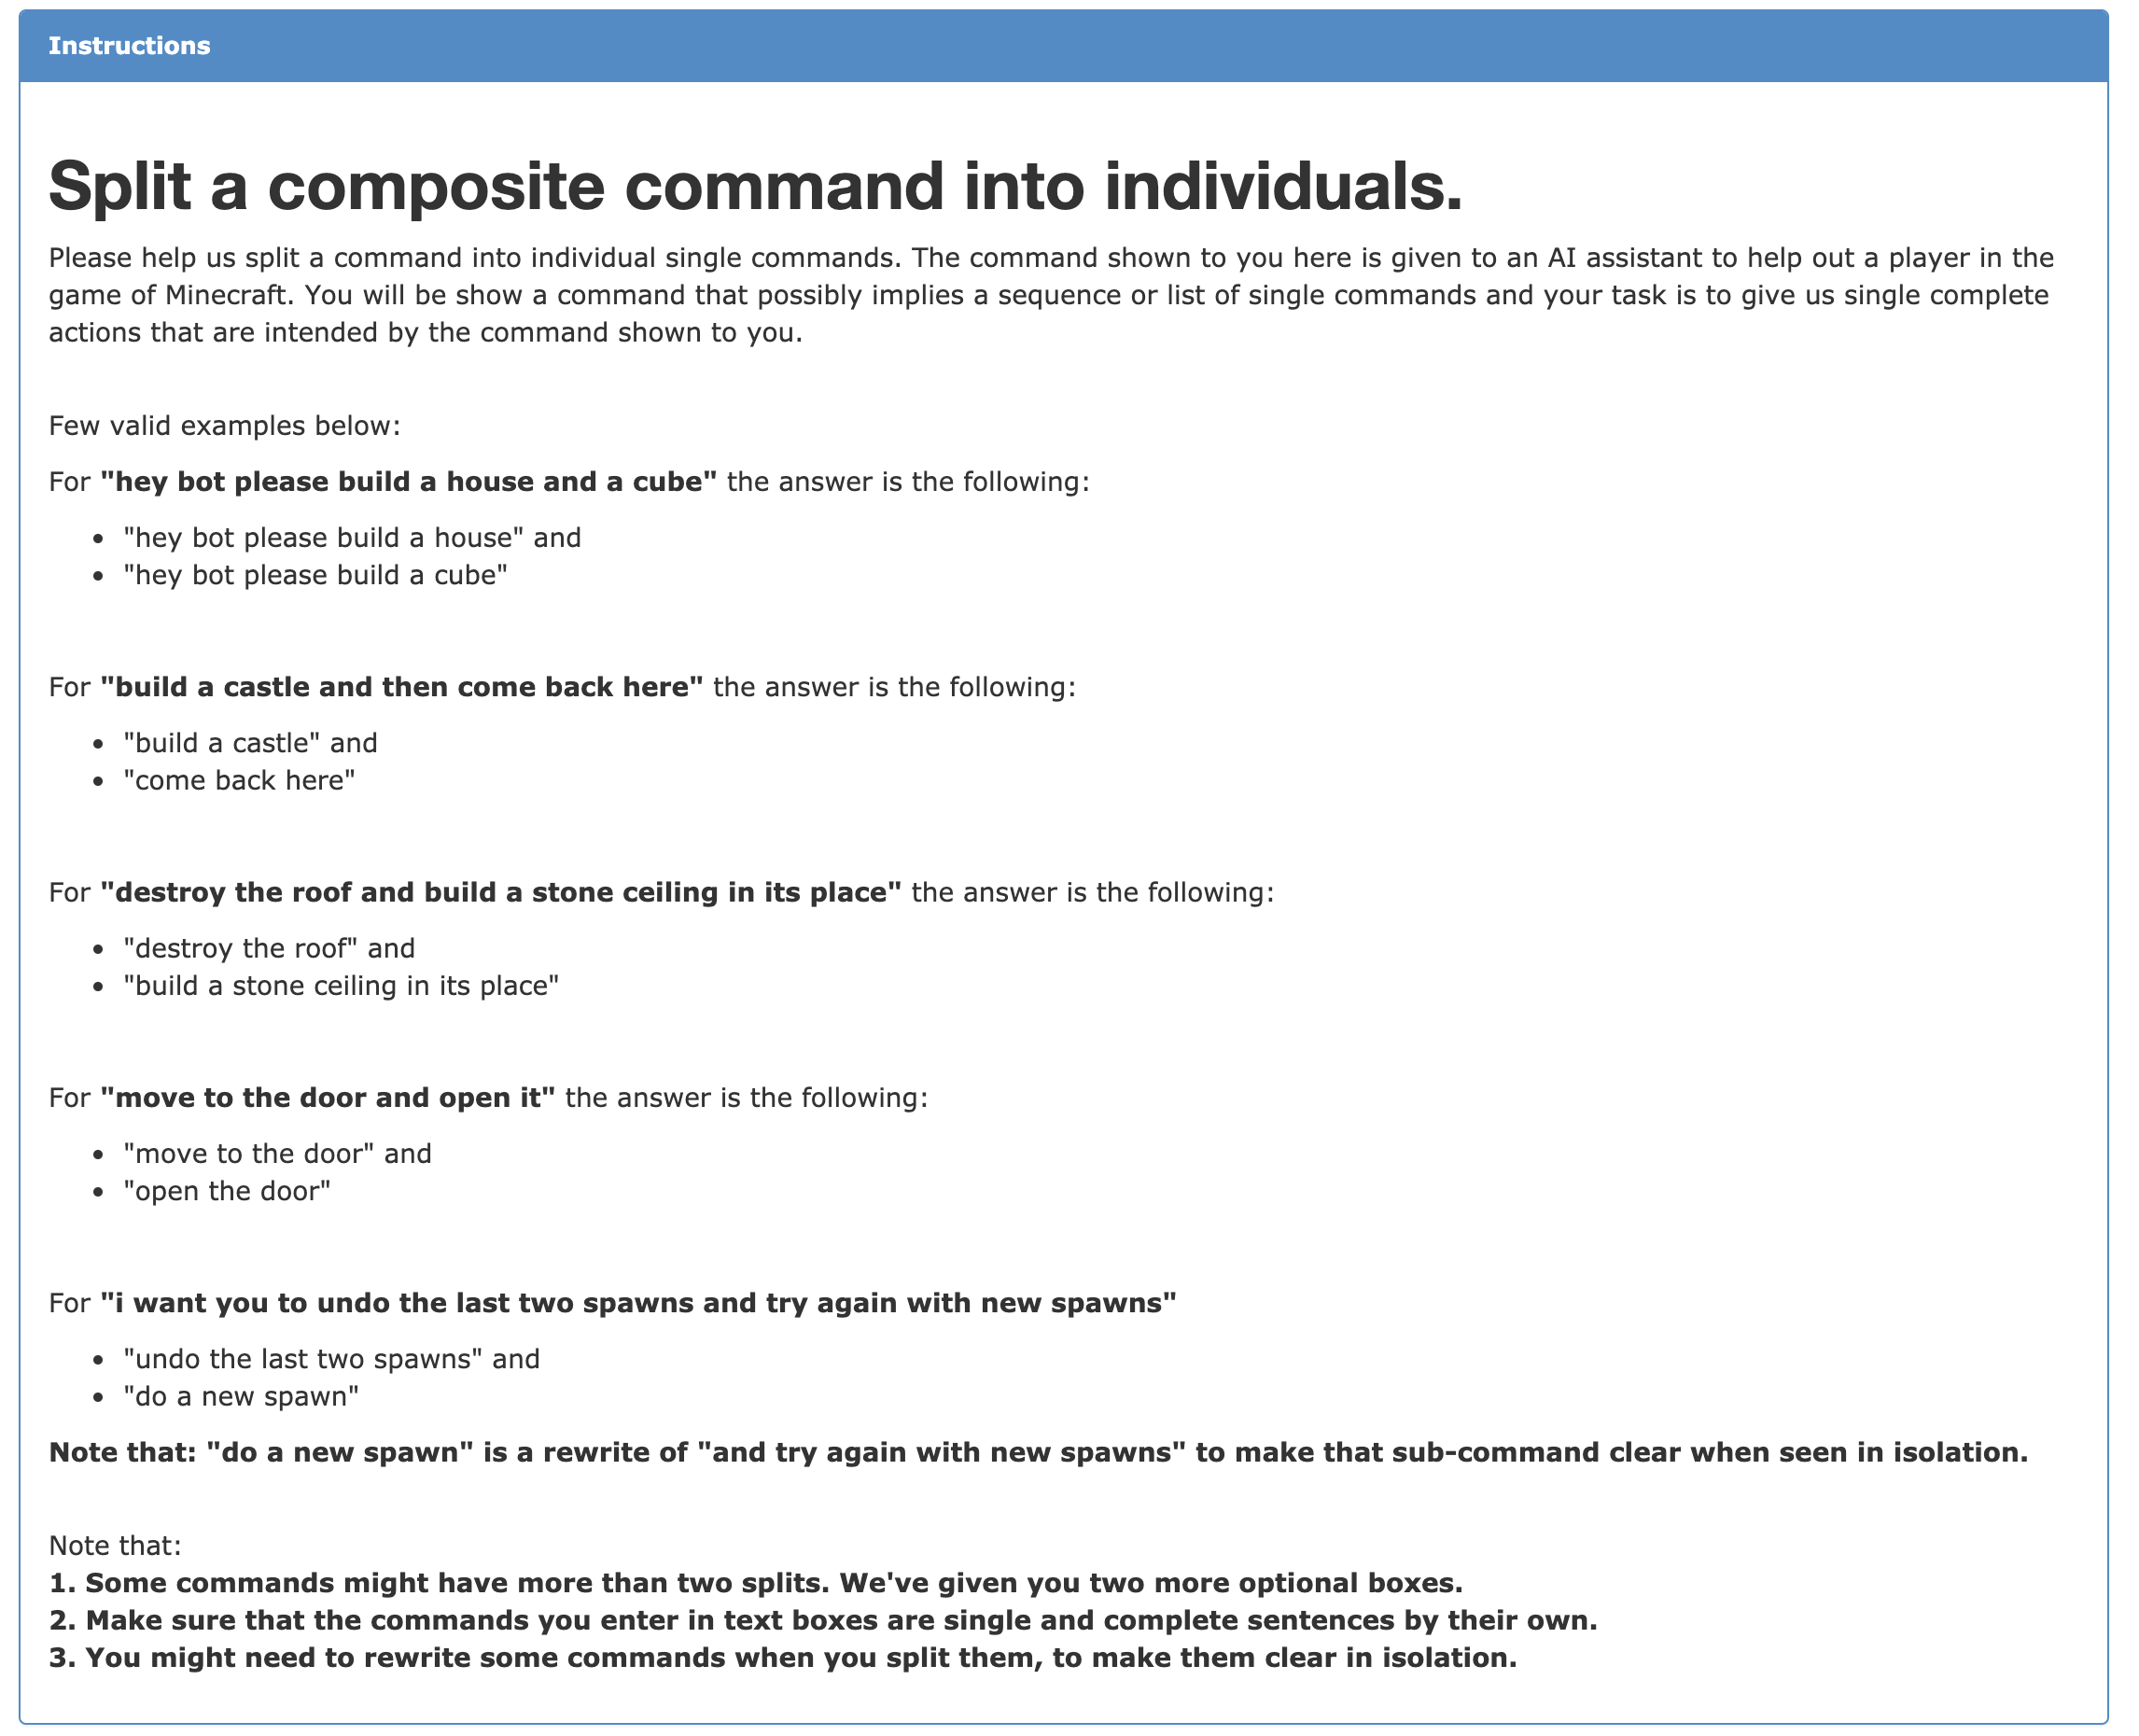 Instructions
Split a composite command into individuals.
Please help us split a command into individual single commands. The command shown to you here is given to an AI assistant to help out a player in the
game of Minecraft. You will be show a command that possibly implies a sequence or list of single commands and your task is to give us single complete
actions that are intended by the command shown to you.
Few valid examples below:
For "hey bot please build a house and a cube" the answer is the following:
• "hey bot please build a house" and
• "hey bot please build a cube"
For "build a castle and then come back here" the answer is the following:
• "build a castle" and
• "come back here"
For "destroy the roof and build a stone ceiling in its place" the answer is the following:
• "destroy the roof" and
• "build a stone ceiling in its place"
For "move to the door and open it" the answer is the following:
• "move to the door" and
• "open the door"
For "i want you to undo the last two spawns and try again with new spawns"
• "undo the last two spawns" and
• "do a new spawn"
Note that: "do a new spawn" is a rewrite of "and try again with new spawns" to make that sub-command clear when seen in isolation.
Note that:
1. Some commands might have more than two splits. We've given you two more optional boxes.
2. Make sure that the commands you enter in text boxes are single and complete sentences by their own.
3. You might need to rewrite some commands when you split them, to make them clear in isolation.